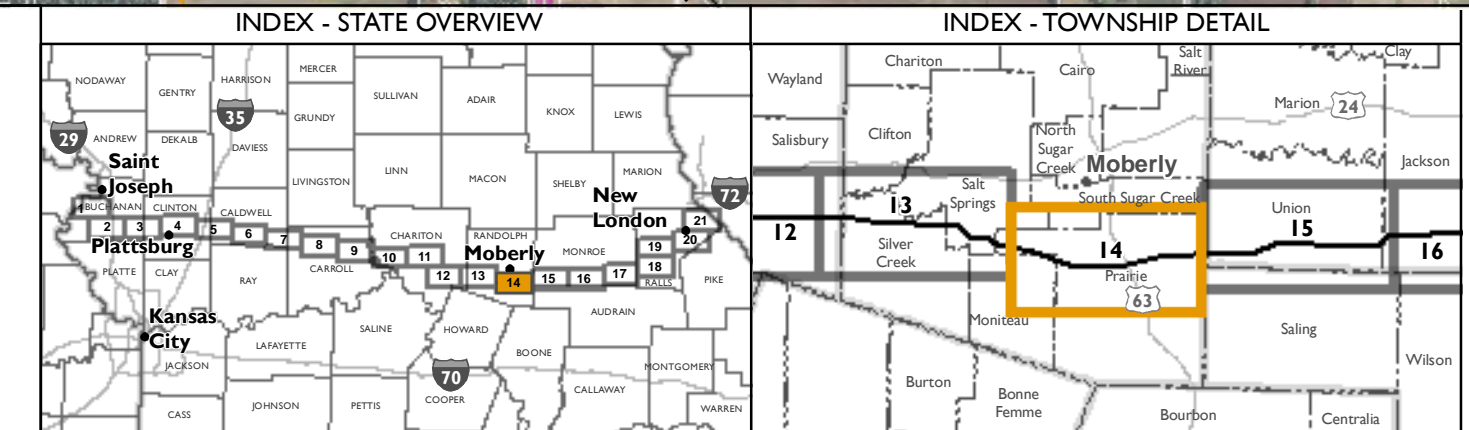 INDEX - STATE OVERVIEW
NODAWAY
GENTRY
HARRISON
MERCER
SULLIVAN
ADAIR
KNOX
LEWIS
35
GRUNDY
29
ANDREW
DEKALB
DAVIESS
Saint
Joseph
LIVINGSTON
LINN
MACON
SHELBY
MARION
72
New
London
1
BUCHANAN
CLINTON
CALDWELL
2
3
4
5
6
7
8
9
10
11
12
13
14
15
16
17
18
19
20
21
Plattsburg
CHARITON
RANDOLPH
Moberly
MONROE
PLATTE
CLAY
RAY
CARROLL
RALLS
PIKE
AUDRAIN
Kansas
City
SALINE
HOWARD
LAFAYETTE
BOONE
JACKSON
70
MONTGOMERY
COOPER
CALLAWAY
CASS
JOHNSON
PETTIS
WARREN
INDEX - TOWNSHIP DETAIL
Wayland
Chariton
Cairo
Salt
River
Clay
Marion
24
Salisbury
Clifton
North
Sugar
Creek
Moberly
Jackson
Salt
Springs
South Sugar Creek
Union
12
13
14
15
16
Silver
Creek
Prairie
63
Moniteau
Saling
Wilson
Burton
Bonne
Femme
Bourbon
Centralia